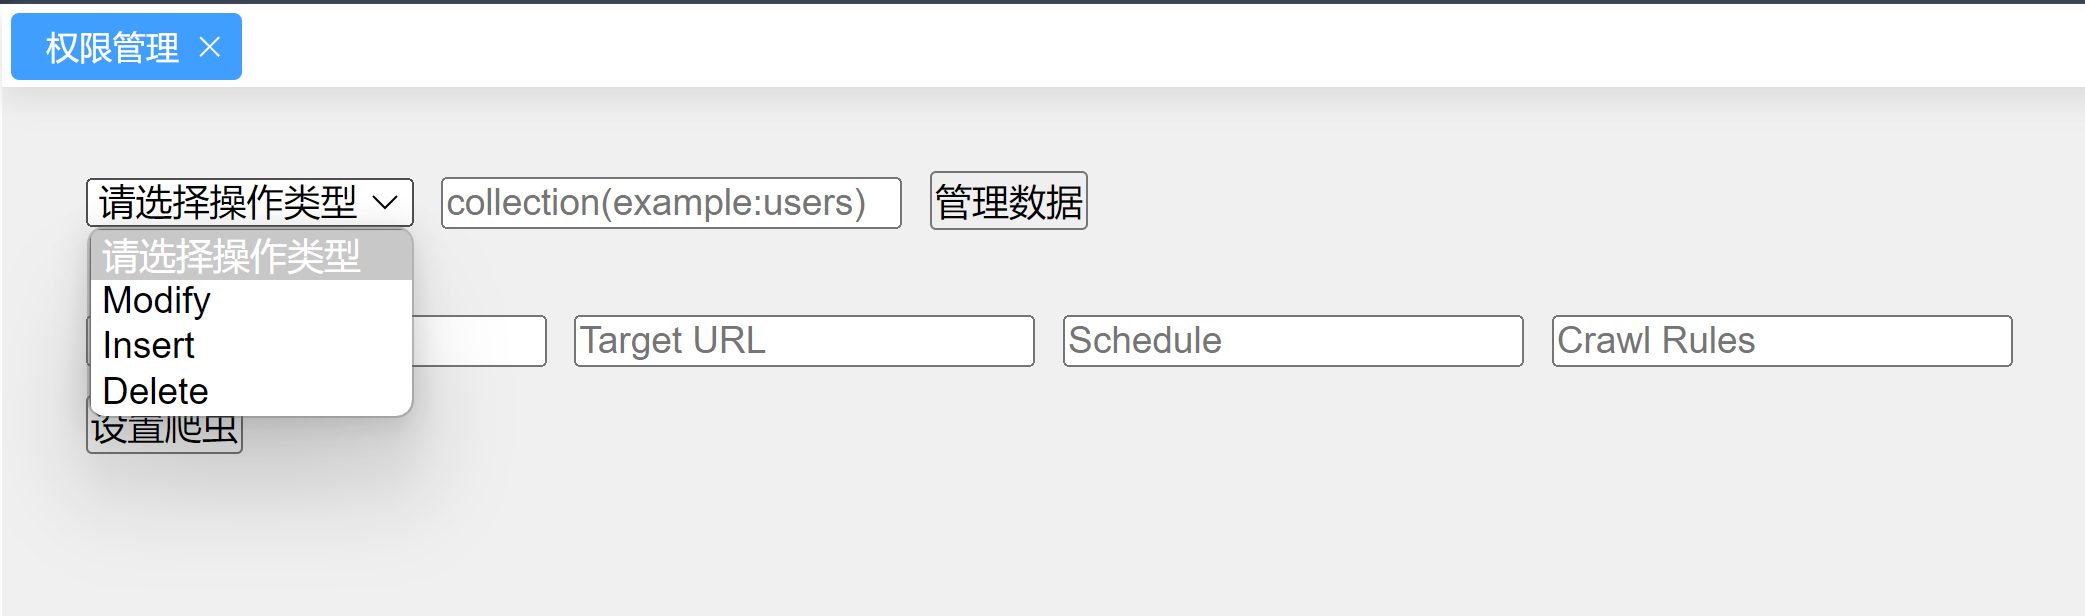 权限管理
请选择操作类型 collection(example:users) 管理数据
请选择操作类型
Modify
Insert
Delete
Target URL Schedule Crawl Rules
设置爬虫